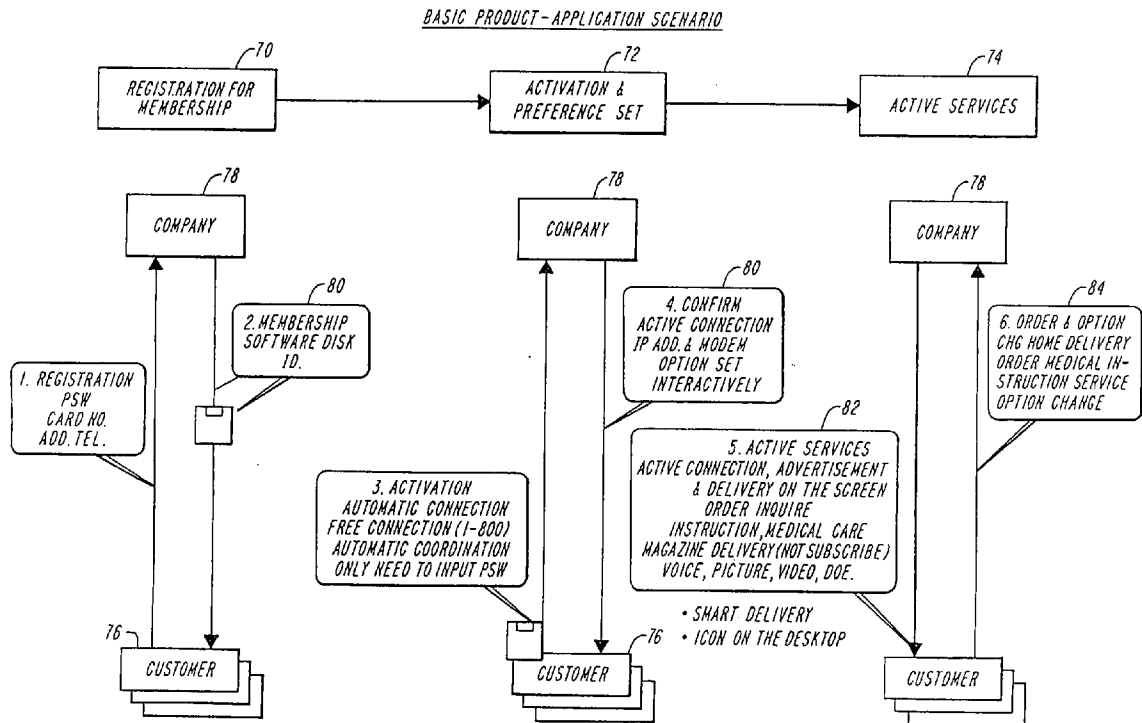 BASIC PRODUCT-APPLICATION SCENARIO
70
REGISTRATION FOR
MEMBERSHIP
72
ACTIVATION &
PREFERENCE SET
74
ACTIVE SERVICES
78
COMPANY
80
2. MEMBERSHIP
SOFTWARE DISK
ID.
1. REGISTRATION
PSW
CARD NO.
ADD. TEL.
76
CUSTOMER
78
COMPANY
80
4. CONFIRM
ACTIVE CONNECTION
IP ADD. & MODEM
OPTION SET
INTERACTIVELY
3. ACTIVATION
AUTOMATIC CONNECTION
FREE CONNECTION (1-800)
AUTOMATIC COORDINATION
ONLY NEED TO INPUT PSW
76
CUSTOMER
78
COMPANY
84
6. ORDER & OPTION
CHG HOME DELIVERY
ORDER MEDICAL IN-
STRUCTION SERVICE
OPTION CHANGE
82
5. ACTIVE SERVICES
ACTIVE CONNECTION, ADVERTISEMENT
& DELIVERY ON THE SCREEN
ORDER INQUIRE
INSTRUCTION, MEDICAL CARE
MAGAZINE DELIVERY (NOT SUBSCRIBE)
VOICE, PICTURE, VIDEO, DOE.
• SMART DELIVERY
• ICON ON THE DESKTOP
CUSTOMER